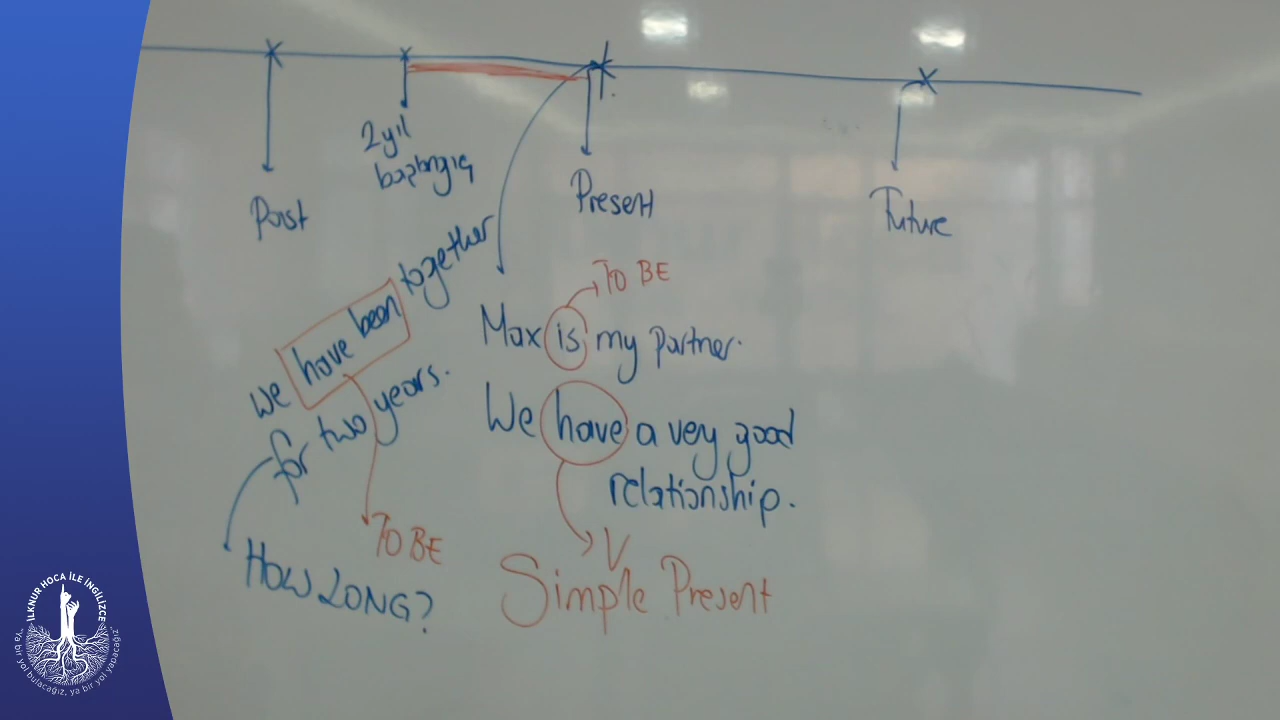 2 yıl
başlangıç
Past
Present
Future
We have been together
for two years.
TO BE
HOW LONG?
TO BE
Max is my partner.
We have a very good
relationship.
V
Simple Present
İLKNUR HOCA İLE İNGİLİZCE
"Ya bir yol bulacağız, ya bir yol yapacağız"